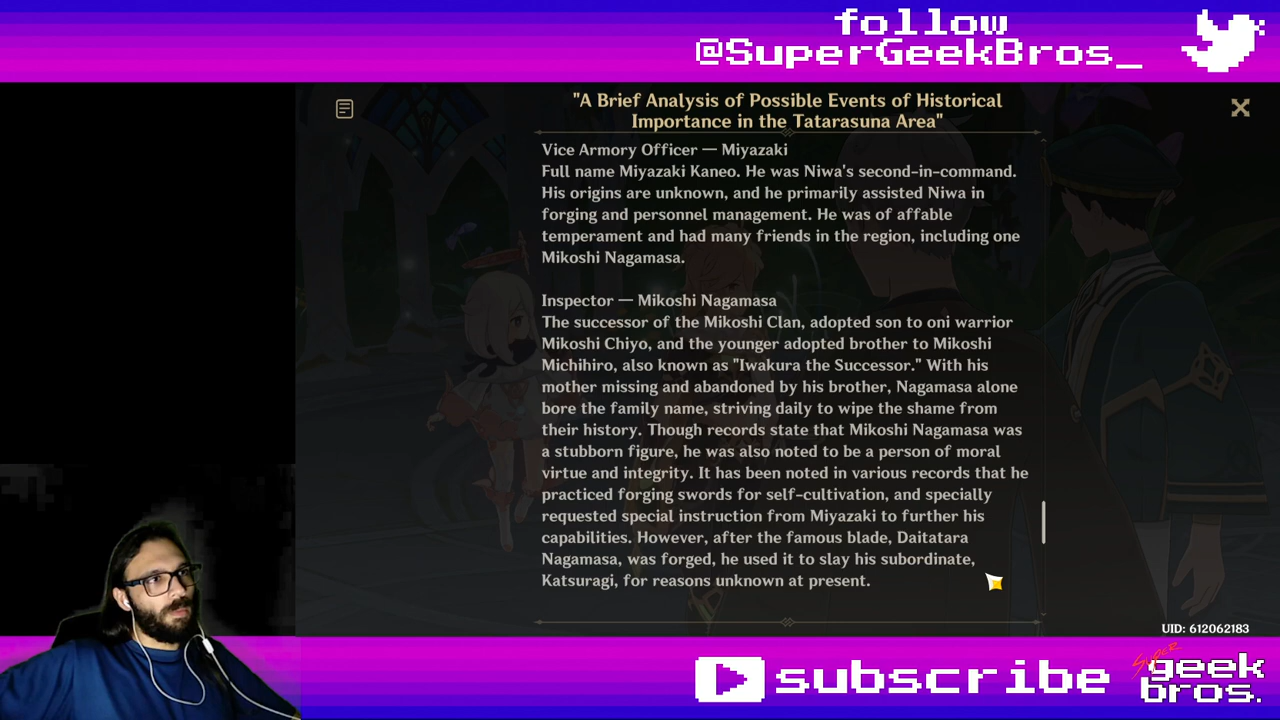 follow
@SuperGeekBros_
"A Brief Analysis of Possible Events of Historical
Importance in the Tatarasuna Area"
Vice Armory Officer — Miyazaki
Full name Miyazaki Kaneo. He was Niwa's second-in-command.
His origins are unknown, and he primarily assisted Niwa in
forging and personnel management. He was of affable
temperament and had many friends in the region, including one
Mikoshi Nagamasa.
Inspector — Mikoshi Nagamasa
The successor of the Mikoshi Clan, adopted son to oni warrior
Mikoshi Chiyo, and the younger adopted brother to Mikoshi
Michihiro, also known as "Iwakura the Successor." With his
mother missing and abandoned by his brother, Nagamasa alone
bore the family name, striving daily to wipe the shame from
their history. Though records state that Mikoshi Nagamasa was
a stubborn figure, he was also noted to be a person of moral
virtue and integrity. It has been noted in various records that he
practiced forging swords for self-cultivation, and specially
requested special instruction from Miyazaki to further his
capabilities. However, after the famous blade, Daitatara
Nagamasa, was forged, he used it to slay his subordinate,
Katsuragi, for reasons unknown at present.
UID: 612062183
subscribe
super
geek
bros.